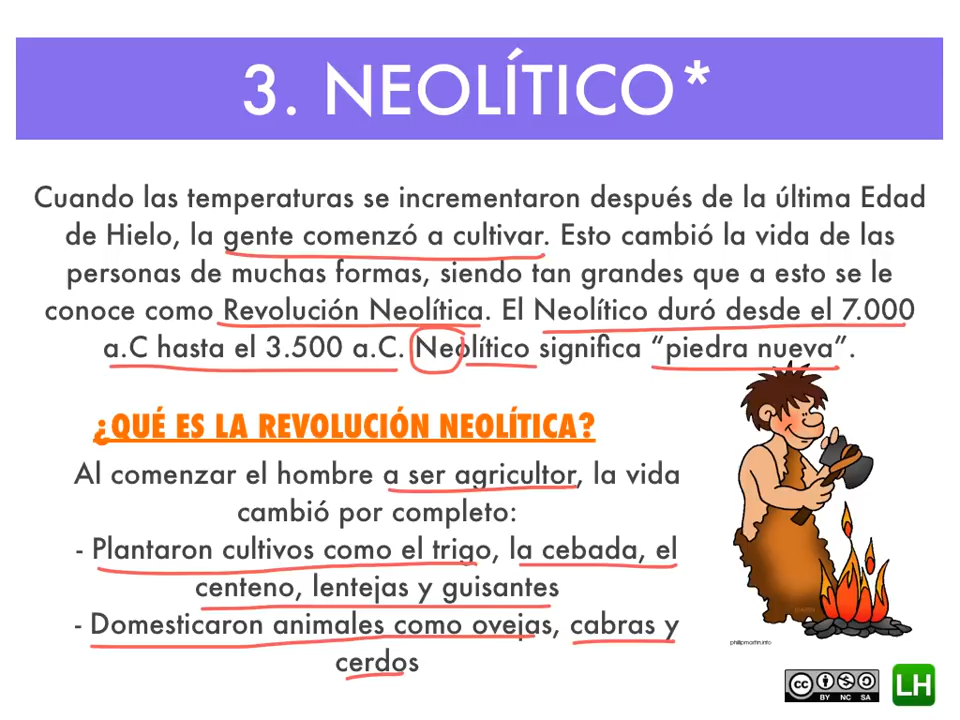 3. NEOLÍTICO*
Cuando las temperaturas se incrementaron después de la última Edad
de Hielo, la gente comenzó a cultivar. Esto cambió la vida de las
personas de muchas formas, siendo tan grandes que a esto se le
conoce como Revolución Neolítica. El Neolítico duró desde el 7.000
a.C hasta el 3.500 a.C. Neolítico significa “piedra nueva”.
¿QUÉ ES LA REVOLUCIÓN NEOLÍTICA?
Al comenzar el hombre a ser agricultor, la vida
cambió por completo:
- Plantaron cultivos como el trigo, la cebada, el
centeno, lentejas y guisantes
- Domesticaron animales como ovejas, cabras y
cerdos
philipmartin.info
cc
BY NC SA
LH